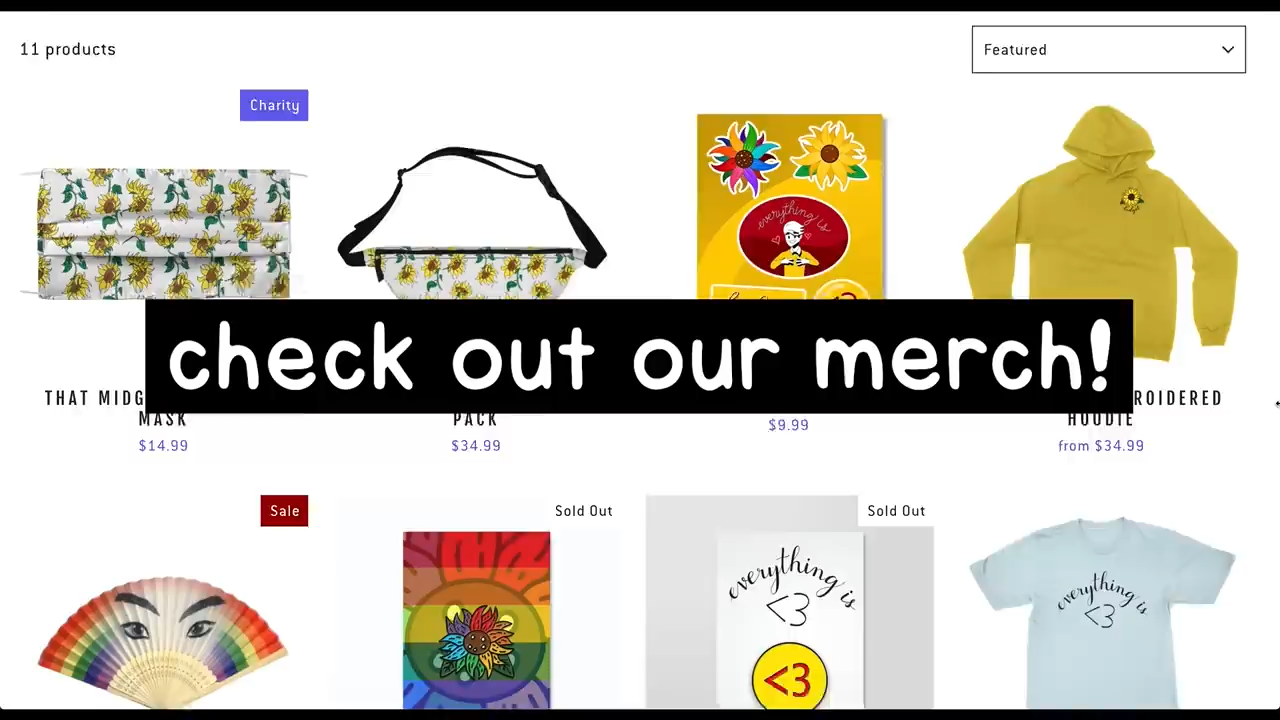 11 products
Featured
Charity
everything is
check out our merch!
THAT MIDG
MASK
$14.99
PACK
$34.99
$9.99
ROIDERED
HOODIE
from $34.99
Sale
Sold Out
Sold Out
everything is
<3
<3
everything is
<3